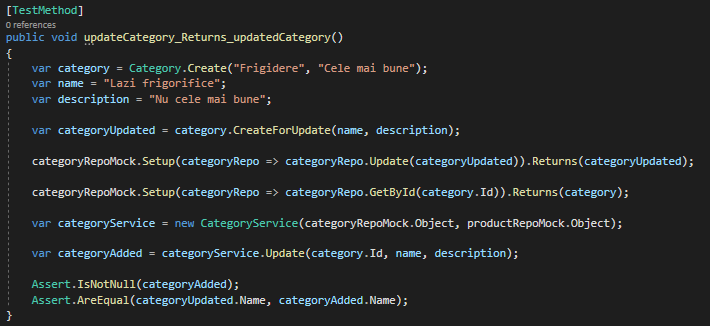 [TestMethod]
0 references
public void updateCategory_Returns_updatedCategory()
{
var category = Category.Create("Frigidere", "Cele mai bune");
var name = "Lazi frigorifice";
var description = "Nu cele mai bune";
var categoryUpdated = category.CreateForUpdate(name, description);
categoryRepoMock.Setup(categoryRepo => categoryRepo.Update(categoryUpdated)).Returns(categoryUpdated);
categoryRepoMock.Setup(categoryRepo => categoryRepo.GetById(category.Id)).Returns(category);
var categoryService = new CategoryService(categoryRepoMock.Object, productRepoMock.Object);
var categoryAdded = categoryService.Update(category.Id, name, description);
Assert.IsNotNull(categoryAdded);
Assert.AreEqual(categoryUpdated.Name, categoryAdded.Name);
}